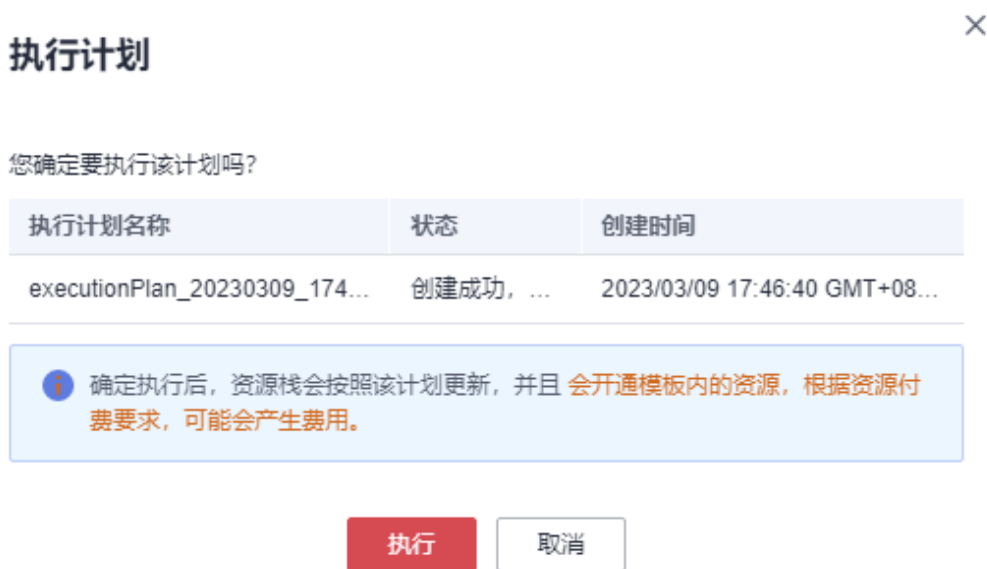 执行计划
您确定要执行该计划吗?
执行计划名称 状态 创建时间
executionPlan_20230309_174... 创建成功，... 2023/03/09 17:46:40 GMT+08...
确定执行后，资源栈会按照该计划更新，并且 会开通模板内的资源，根据资源付
费要求，可能会产生费用。
执行 取消